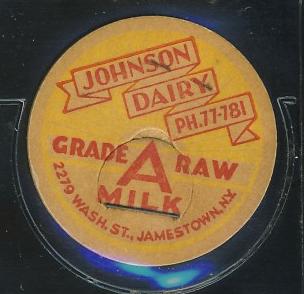 JOHNSON
DAIRY
PH.77-781
GRADE A RAW
MILK
2279 WASH. ST., JAMESTOWN, N.Y.